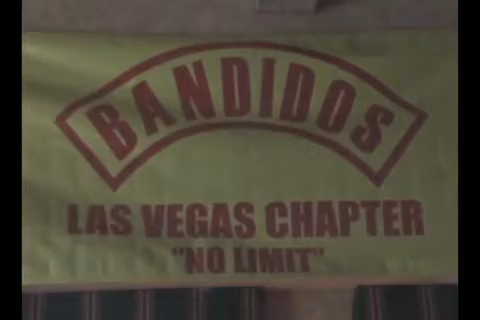 BANDIDOS
LAS VEGAS CHAPTER
"NO LIMIT"